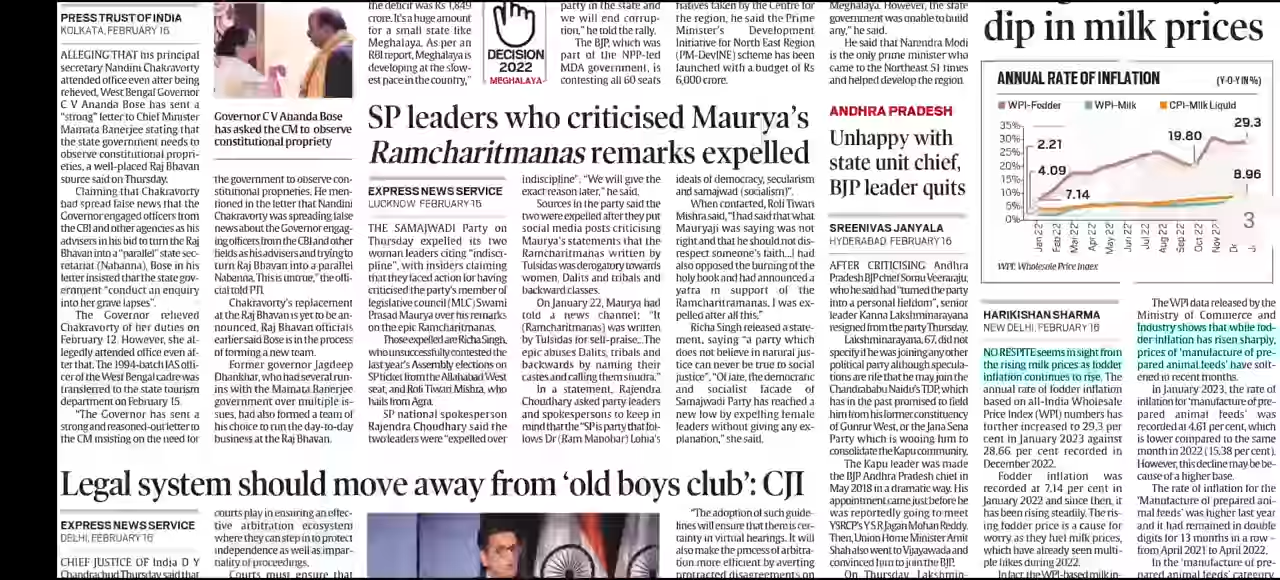 PRESS TRUST OF INDIA
KOLKATA, FEBRUARY 16
ALLEGING THAT his principal
secretary Nandini Chakravorty
attended office even after being
relieved, West Bengal Governor
C V Ananda Bose has sent a
"strong" letter to Chief Minister
Mamata Banerjee stating that
the state government needs to
observe constitutional propri-
eties, a well-placed Raj Bhavan
source said on Thursday.
Claiming that Chakravorty
had spread false news that the
Governor engaged officers from
the CBI and other agencies as his
advisers in his bid to turn the Raj
Bhavan into a "parallel" state sec-
retariat (Nabanna), Bose in his
letter insisted that the state gov-
ernment "conduct an enquiry
into her grave lapses".
The Governor relieved
Chakravorty of her duties on
February 12. However, she al-
legedly attended office even af-
ter that. The 1994-batch IAS offi-
cer of the West Bengal cadre was
transferred to the state tourism
department on February 15.
"The Governor has sent a
strong and reasoned-out letter to
the CM insisting on the need for
Governor C V Ananda Bose
has asked the CM to observe
constitutional propriety
the government to observe con-
stitutional proprieties. He men-
tioned in the letter that Nandini
Chakravorty was spreading false
news about the Governor engag-
ing officers from the CBI and other
fields as his advisers and trying to
turn Raj Bhavan into a parallel
Nabanna. This is untrue," the offi-
cial told PTI.
Chakravorty's replacement
at the Raj Bhavan is yet to be an-
nounced. Raj Bhavan officials
earlier said Bose is in the process
of forming a new team.
Former governor Jagdeep
Dhankhar, who had several run-
ins with the Mamata Banerjee
government over multiple is-
sues, had also formed a team of
his choice to run the day-to-day
business at the Raj Bhavan.
the deficit was Rs 1,849
crore. It's a huge amount
for a small state like
Meghalaya. As per an
RBI report, Meghalaya is
developing at the slow-
est pace in the country,"
DECISION
2022
MEGHALAYA
party in the state and
we will end corrup-
tion," he told the rally.
The BJP, which was
part of the NPP-led
MDA government, is
contesting all 60 seats
natives taken by the Centre for
the region, he said the Prime
Minister's Development
Initiative for North East Region
(PM-DevINE) scheme has been
launched with a budget of Rs
6,000 crore.
Meghalaya. However, the state
government was unable to build
any," he said.
He said that Narendra Modi
is the only prime minister who
came to the Northeast 51 times
and helped develop the region.
SP leaders who criticised Maurya's
Ramcharitmanas remarks expelled
EXPRESS NEWS SERVICE
LUCKNOW, FEBRUARY 16
THE SAMAJWADI Party on
Thursday expelled its two
woman leaders citing "indisci-
pline", with insiders claiming
that they faced action for having
criticised the party's member of
legislative council (MLC) Swami
Prasad Maurya over his remarks
on the epic Ramcharitmanas.
Those expelled are Richa Singh,
who unsuccessfully contested the
last year's Assembly elections on
SP ticket from the Allahabad West
seat, and Roli Tiwari Mishra, who
hails from Agra.
SP national spokesperson
Rajendra Choudhary said the
two leaders were "expelled over
indiscipline". "We will give the
exact reason later," he said.
Sources in the party said the
two were expelled after they put
social media posts criticising
Maurya's statements that the
Ramcharitmanas written by
Tulsidas was derogatory towards
women, Dalits and tribals and
backward classes.
On January 22, Maurya had
told a news channel: "It
(Ramcharitmanas) was written
by Tulsidas for self-praise... The
epic abuses Dalits, tribals and
backwards by naming their
castes and calling them shudra."
In a statement, Rajendra
Choudhary asked party leaders
and spokespersons to keep in
mind that the "SP is party that fol-
lows Dr (Ram Manohar) Lohia's
ideals of democracy, secularism
and samajwad (socialism)".
When contacted, Roli Tiwari
Mishra said, "I had said that what
Mauryaji was saying was not
right and that he should not dis-
respect someone's faith...I had
also opposed the burning of the
holy book and had announced a
yatra in support of the
Ramcharitramanas. I was ex-
pelled after all this."
Richa Singh released a state-
ment, saying "a party which
does not believe in natural jus-
tice can never be true to social
justice". "Of late, the democratic
and socialist facade of
Samajwadi Party has reached a
new low by expelling female
leaders without giving any ex-
planation," she said.
ANDHRA PRADESH
Unhappy with
state unit chief,
BJP leader quits
SREENIVAS JANYALA
HYDERABAD, FEBRUARY 16
AFTER CRITICISING Andhra
Pradesh BJP chief Somu Veerraju,
who he said had "turned the party
into a personal fiefdom", senior
leader Kanna Lakshminarayana
resigned from the party Thursday.
Lakshminarayana, 67, did not
specify if he was joining any other
political party although specula-
tions are rife that he may join the
Chandrababu Naidu's TDP, which
has in the past promised to field
him from his former constituency
of Guntur West, or the Jana Sena
Party which is wooing him to
consolidate the Kapu community.
The Kapu leader was made
the BJP Andhra Pradesh chief in
May 2018 in a dramatic way. His
appointment came just before he
was reportedly going to meet
YSRCP's Y.S.R Jagan Mohan Reddy.
Then, Union Home Minister Amit
Shah also went to Vijayawada and
convinced him to join the BJP.
On Thursday, Lakshmin-
dip in milk prices
ANNUAL RATE OF INFLATION (Y-O-Y IN %)
WPI-Fodder WPI-Milk CPI-Milk Liquid
35%
30%
25%
20%
15%
10%
5%
0%
2.21
4.09
7.14
19.80
29.3
8.96
3
Jan 22
Feb 22
Mar 22
Apr 22
May 22
Jun 22
Jul 22
Aug 22
Sep 22
Oct 22
Nov 22
WPI: Wholesale Price Index
HARIKISHAN SHARMA
NEW DELHI, FEBRUARY 16
NO RESPITE seems in sight from
the rising milk prices as fodder
inflation continues to rise. The
annual rate of fodder inflation
based on all-India Wholesale
Price Index (WPI) numbers has
further increased to 29.3 per
cent in January 2023 against
28.66 per cent recorded in
December 2022.
Fodder inflation was
recorded at 7.14 per cent in
January 2022 and since then, it
has been rising steadily. The ris-
ing fodder price is a cause for
worry as they fuel milk prices,
which have already seen multi-
ple hikes during 2022.
In fact, the WPI-based milk in-
The WPI data released by the
Ministry of Commerce and
Industry shows that while fod-
der inflation has risen sharply,
prices of 'manufacture of pre-
pared animal feeds' have soft-
ened in recent months.
In January 2023, the rate of
inflation for 'manufacture of pre-
pared animal feeds' was
recorded at 4.61 per cent, which
is lower compared to the same
month in 2022 (15.38 per cent).
However, this decline may be be-
cause of a higher base.
The rate of inflation for the
'Manufacture of prepared ani-
mal feeds' was higher last year
and it had remained in double
digits for 13 months in a row –
from April 2021 to April 2022.
In the 'manufacture of pre-
pared animal feeds' category,
Legal system should move away from 'old boys club': CJI
EXPRESS NEWS SERVICE
DELHI, FEBRUARY 16
CHIEF JUSTICE OF India D Y
Chandrachud Thursday said that
courts play in ensuring an effec-
tive arbitration ecosystem
where they can step in to protect
independence as well as impar-
tiality of proceedings.
Courts must ensure that
"The adoption of such guide-
lines will ensure that there is cer-
tainty in virtual hearings. It will
also make the process of arbitra-
tion more efficient by averting
protracted disagreements on